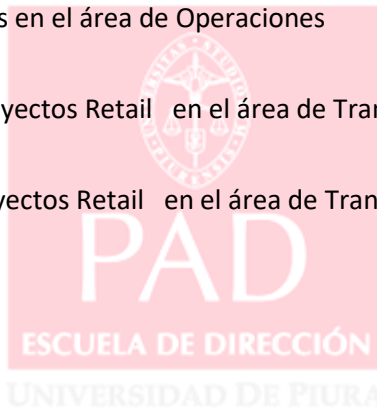 s en el área de Operaciones
yectos Retail   en el área de Tran
yectos Retail   en el área de Tran
PAD
ESCUELA DE DIRECCIÓN
UNIVERSIDAD DE PIURA